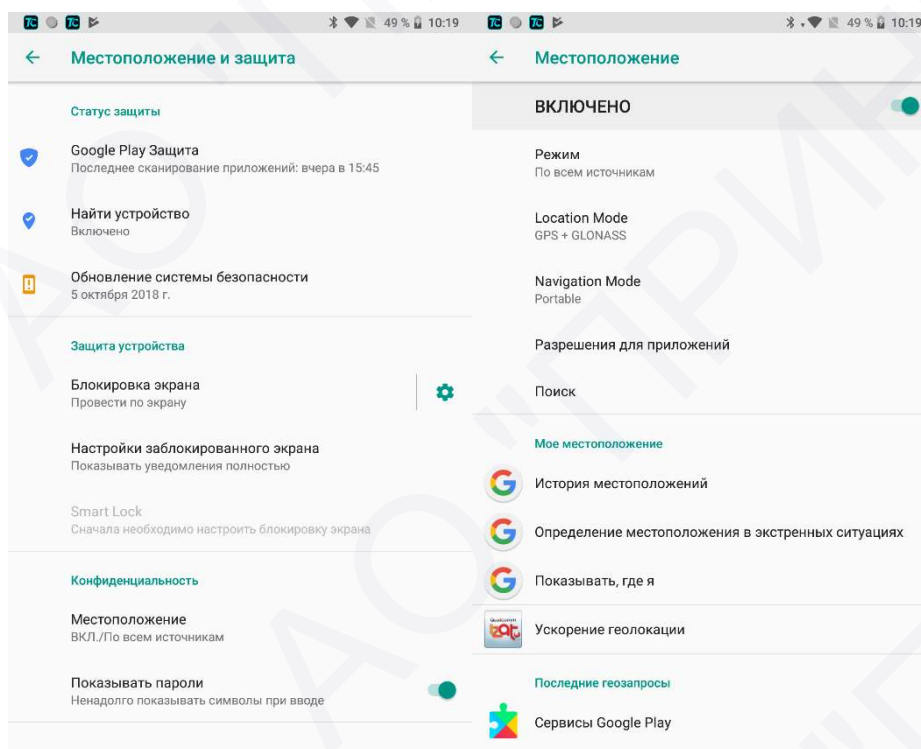 49 % 10:19
Местоположение и защита
Статус защиты
Google Play Защита
Последнее сканирование приложений: вчера в 15:45
Найти устройство
Включено
Обновление системы безопасности
5 октября 2018 г.
Защита устройства
Блокировка экрана
Провести по экрану
Настройки заблокированного экрана
Показывать уведомления полностью
Smart Lock
Сначала необходимо настроить блокировку экрана
Конфиденциальность
Местоположение
ВКЛ./По всем источникам
Показывать пароли
Ненадолго показывать символы при вводе
49 % 10:19
Местоположение
ВКЛЮЧЕНО
Режим
По всем источникам
Location Mode
GPS + GLONASS
Navigation Mode
Portable
Разрешения для приложений
Поиск
Мое местоположение
История местоположений
Определение местоположения в экстренных ситуациях
Показывать, где я
Ускорение геолокации
Последние геозапросы
Сервисы Google Play